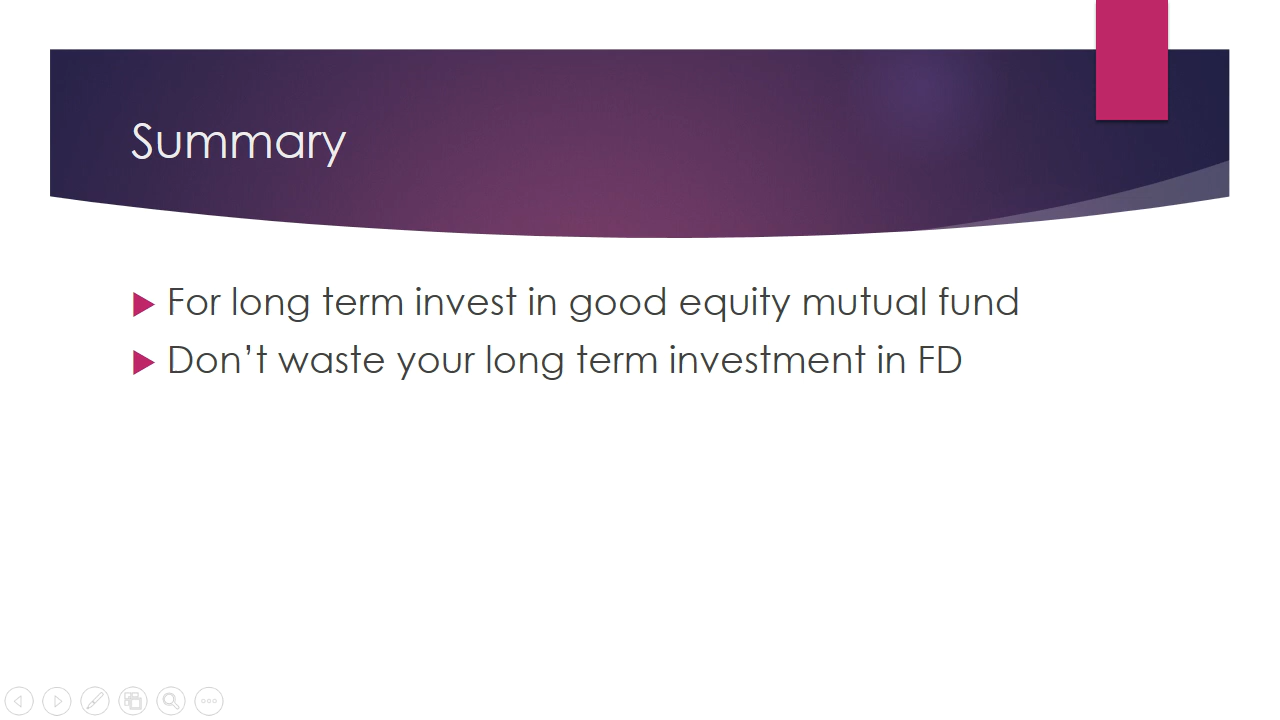 Summary
For long term invest in good equity mutual fund
Don’t waste your long term investment in FD